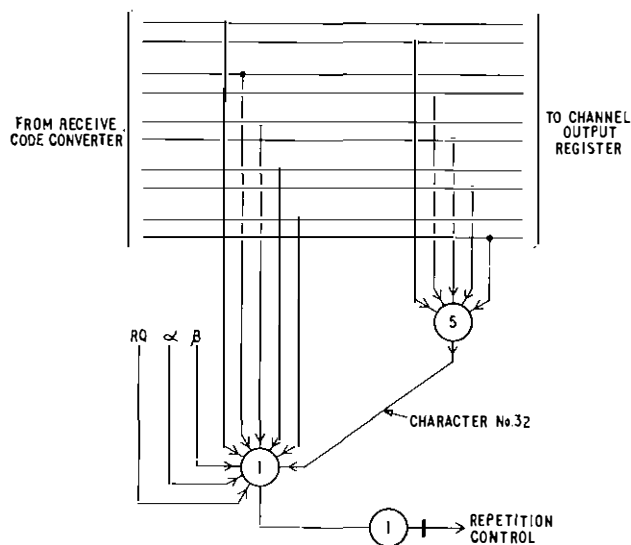 FROM RECEIVE
CODE CONVERTER
TO CHANNEL
OUTPUT
REGISTER
5
RQ α β
CHARACTER No.32
1
1
REPETITION
CONTROL